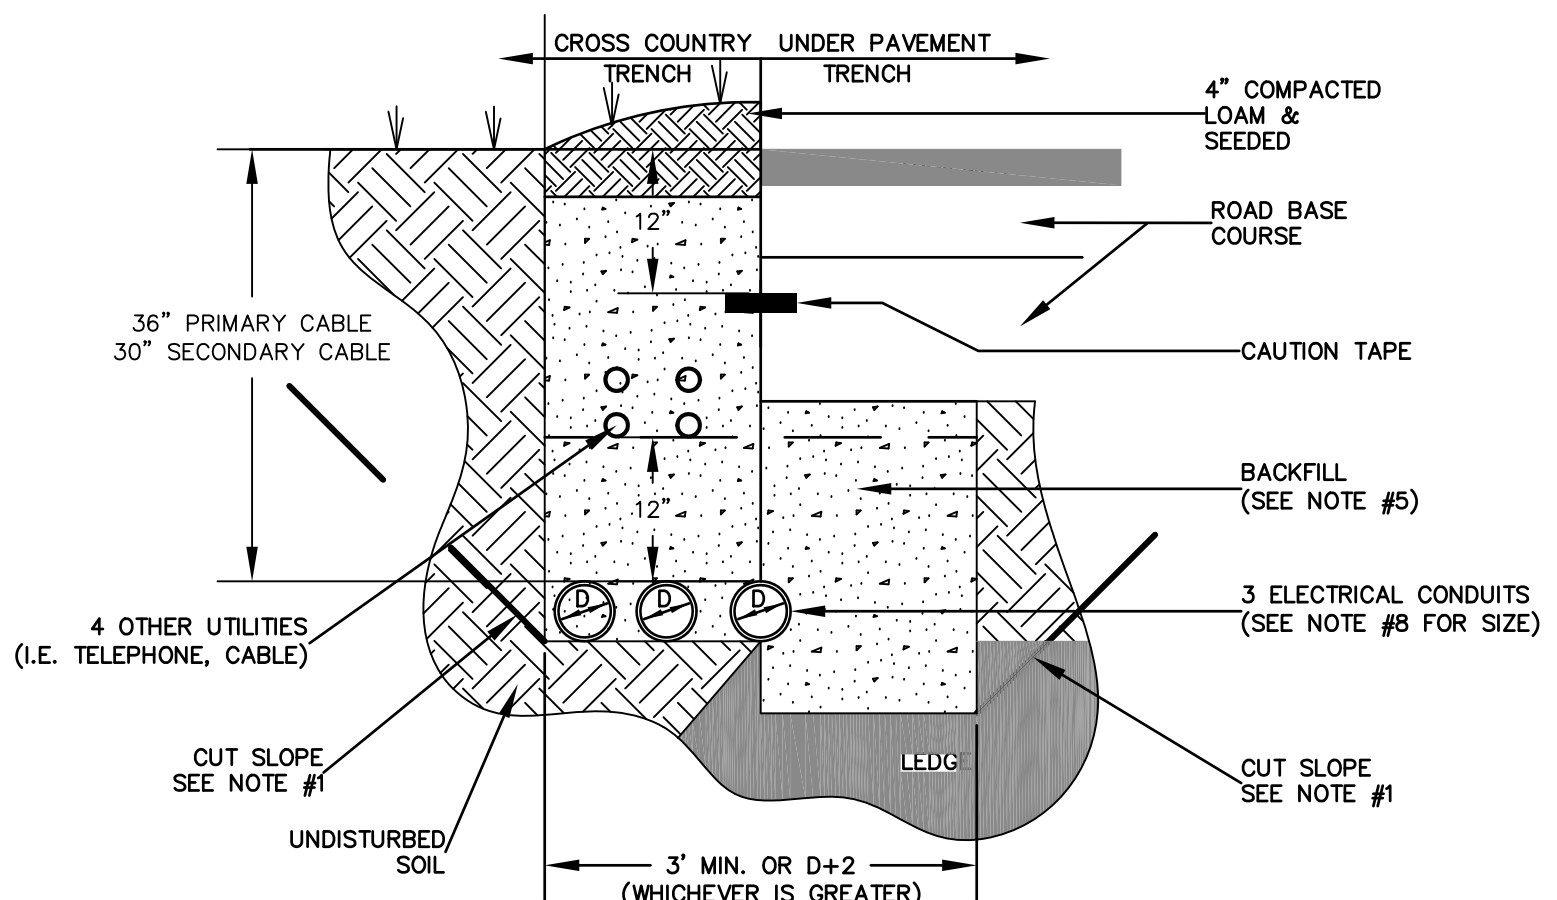 CROSS COUNTRY
TRENCH
UNDER PAVEMENT
TRENCH
4" COMPACTED
LOAM &
SEEDED
12"
ROAD BASE
COURSE
36" PRIMARY CABLE
30" SECONDARY CABLE
CAUTION TAPE
BACKFILL
(SEE NOTE #5)
12"
D
D
D
3 ELECTRICAL CONDUITS
(SEE NOTE #8 FOR SIZE)
4 OTHER UTILITIES
(I.E. TELEPHONE, CABLE)
CUT SLOPE
SEE NOTE #1
LEDGE
CUT SLOPE
SEE NOTE #1
UNDISTURBED
SOIL
3' MIN. OR D+2
(WHICHEVER IS GREATER)